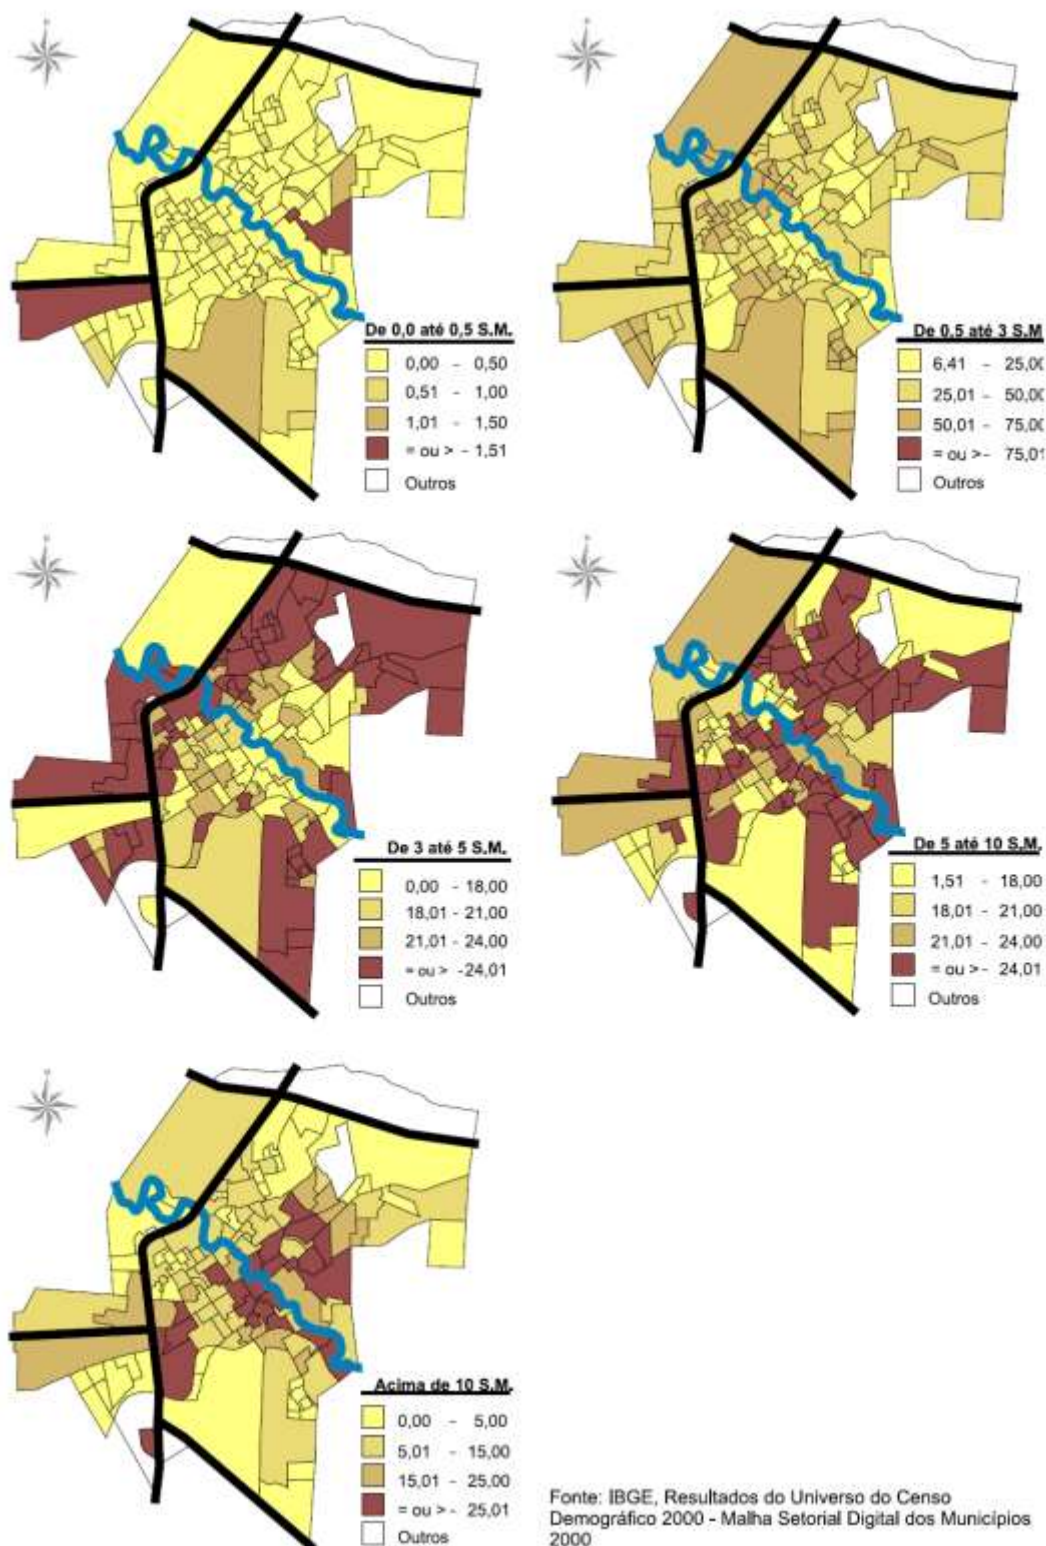 De 0,0 até 0,5 S.M.
0,00 - 0,50
0,51 - 1,00
1,01 - 1,50
= ou > - 1,51
Outros
De 0,5 até 3 S.M
6,41 - 25,00
25,01 - 50,00
50,01 - 75,00
= ou > - 75,01
Outros
De 3 até 5 S.M.
0,00 - 18,00
18,01 - 21,00
21,01 - 24,00
= ou > -24,01
Outros
De 5 até 10 S.M.
1,51 - 18,00
18,01 - 21,00
21,01 - 24,00
= ou > - 24,01
Outros
Acima de 10 S.M.
0,00 - 5,00
5,01 - 15,00
15,01 - 25,00
= ou > - 25,01
Outros
Fonte: IBGE, Resultados do Universo do Censo
Demográfico 2000 - Malha Setorial Digital dos Municípios
2000